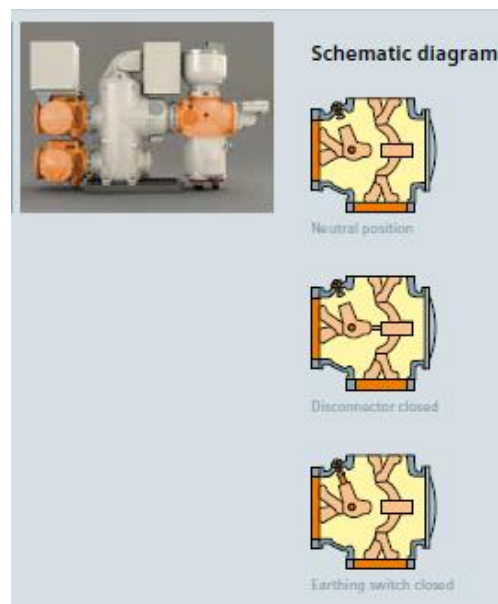 Schematic diagram
Neutral position
Disconnector closed
Earthing switch closed